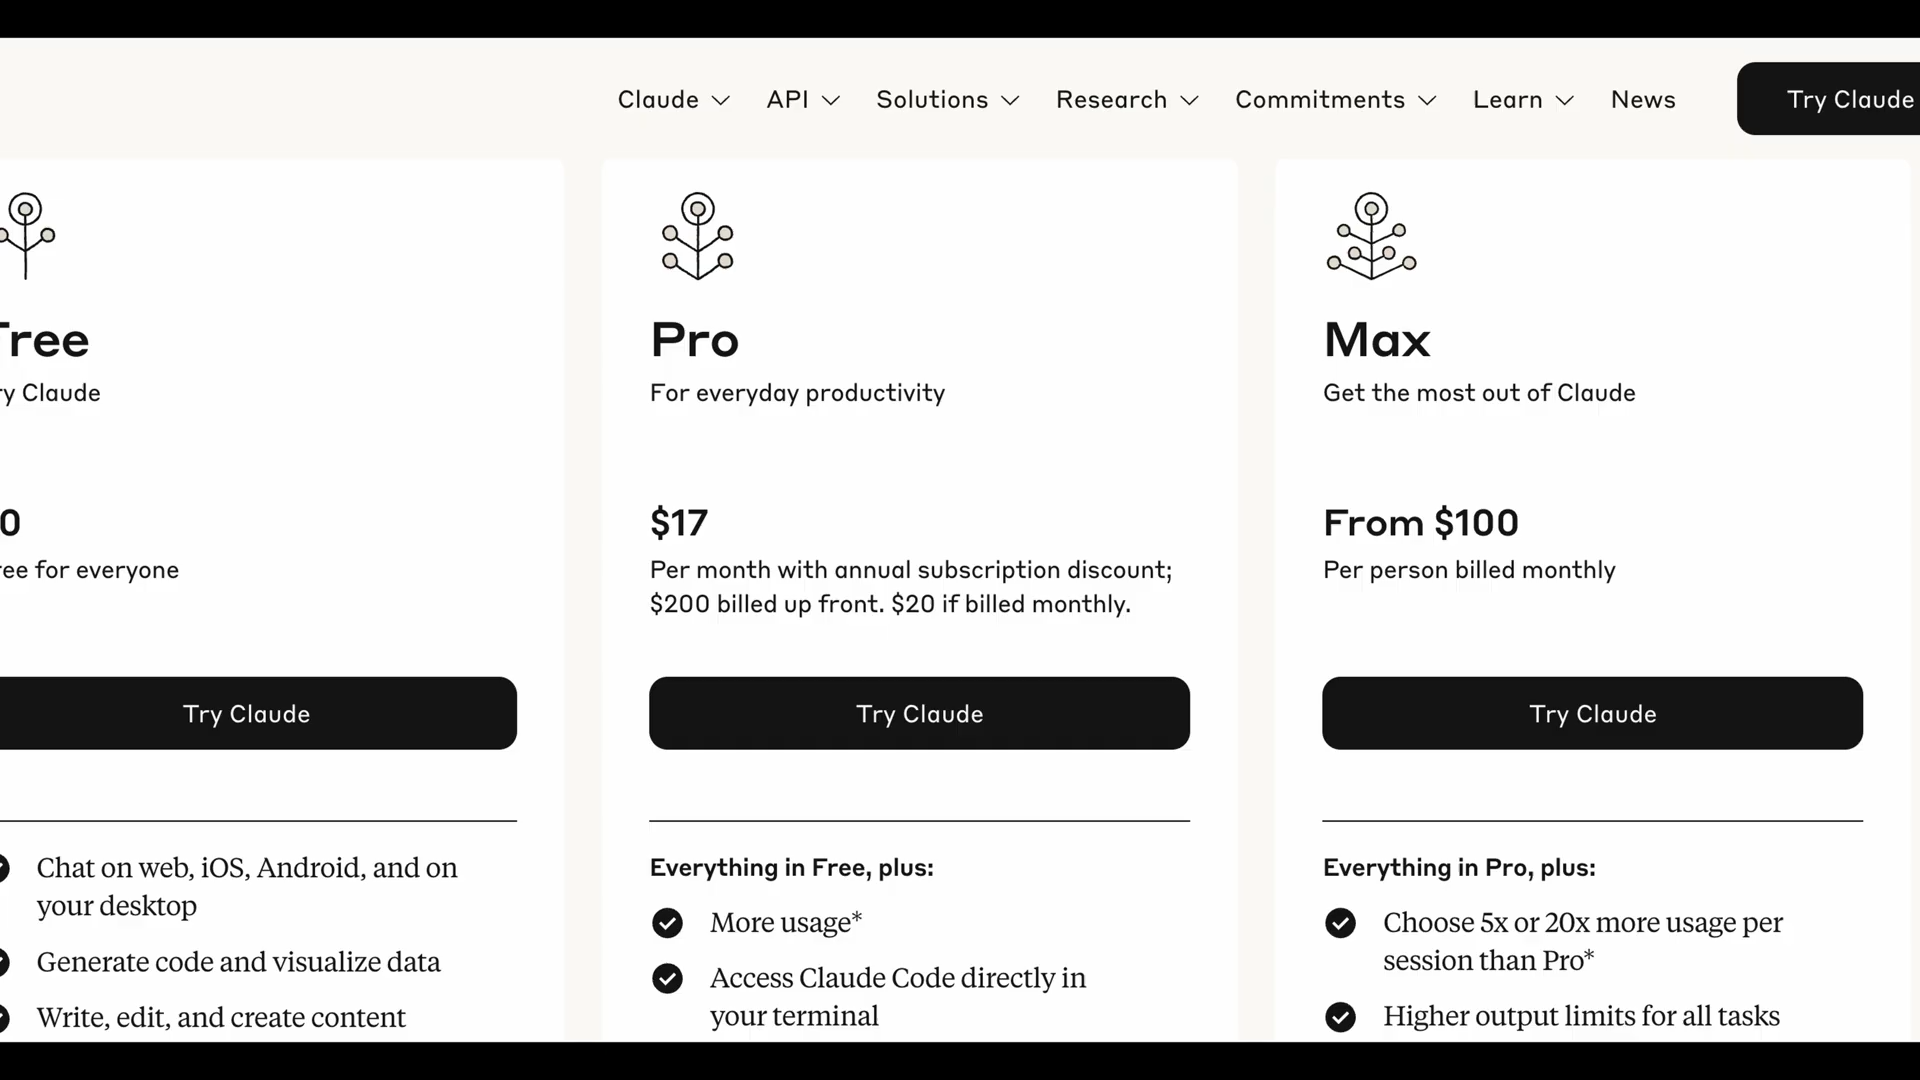 Claude API Solutions Research Commitments Learn News Try Claude
Free
Try Claude
0
Free for everyone
Try Claude
Chat on web, iOS, Android, and on
your desktop
Generate code and visualize data
Write, edit, and create content
Pro
For everyday productivity
$17
Per month with annual subscription discount;
$200 billed up front. $20 if billed monthly.
Try Claude
Everything in Free, plus:
More usage*
Access Claude Code directly in
your terminal
Max
Get the most out of Claude
From $100
Per person billed monthly
Try Claude
Everything in Pro, plus:
Choose 5x or 20x more usage per
session than Pro*
Higher output limits for all tasks